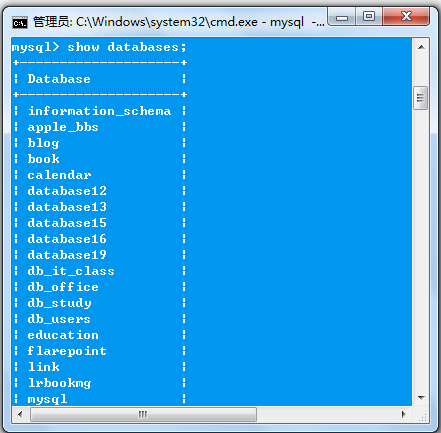 管理员: C:\Windows\system32\cmd.exe - mysql -...
mysql> show databases;
+--------------------+
| Database           |
+--------------------+
| information_schema |
| apple_bbs          |
| blog               |
| book               |
| calendar           |
| database12         |
| database13         |
| database15         |
| database16         |
| database19         |
| db_it_class        |
| db_office          |
| db_study           |
| db_users           |
| education          |
| flarepoint         |
| link               |
| lrbookmg           |
| mysql              |